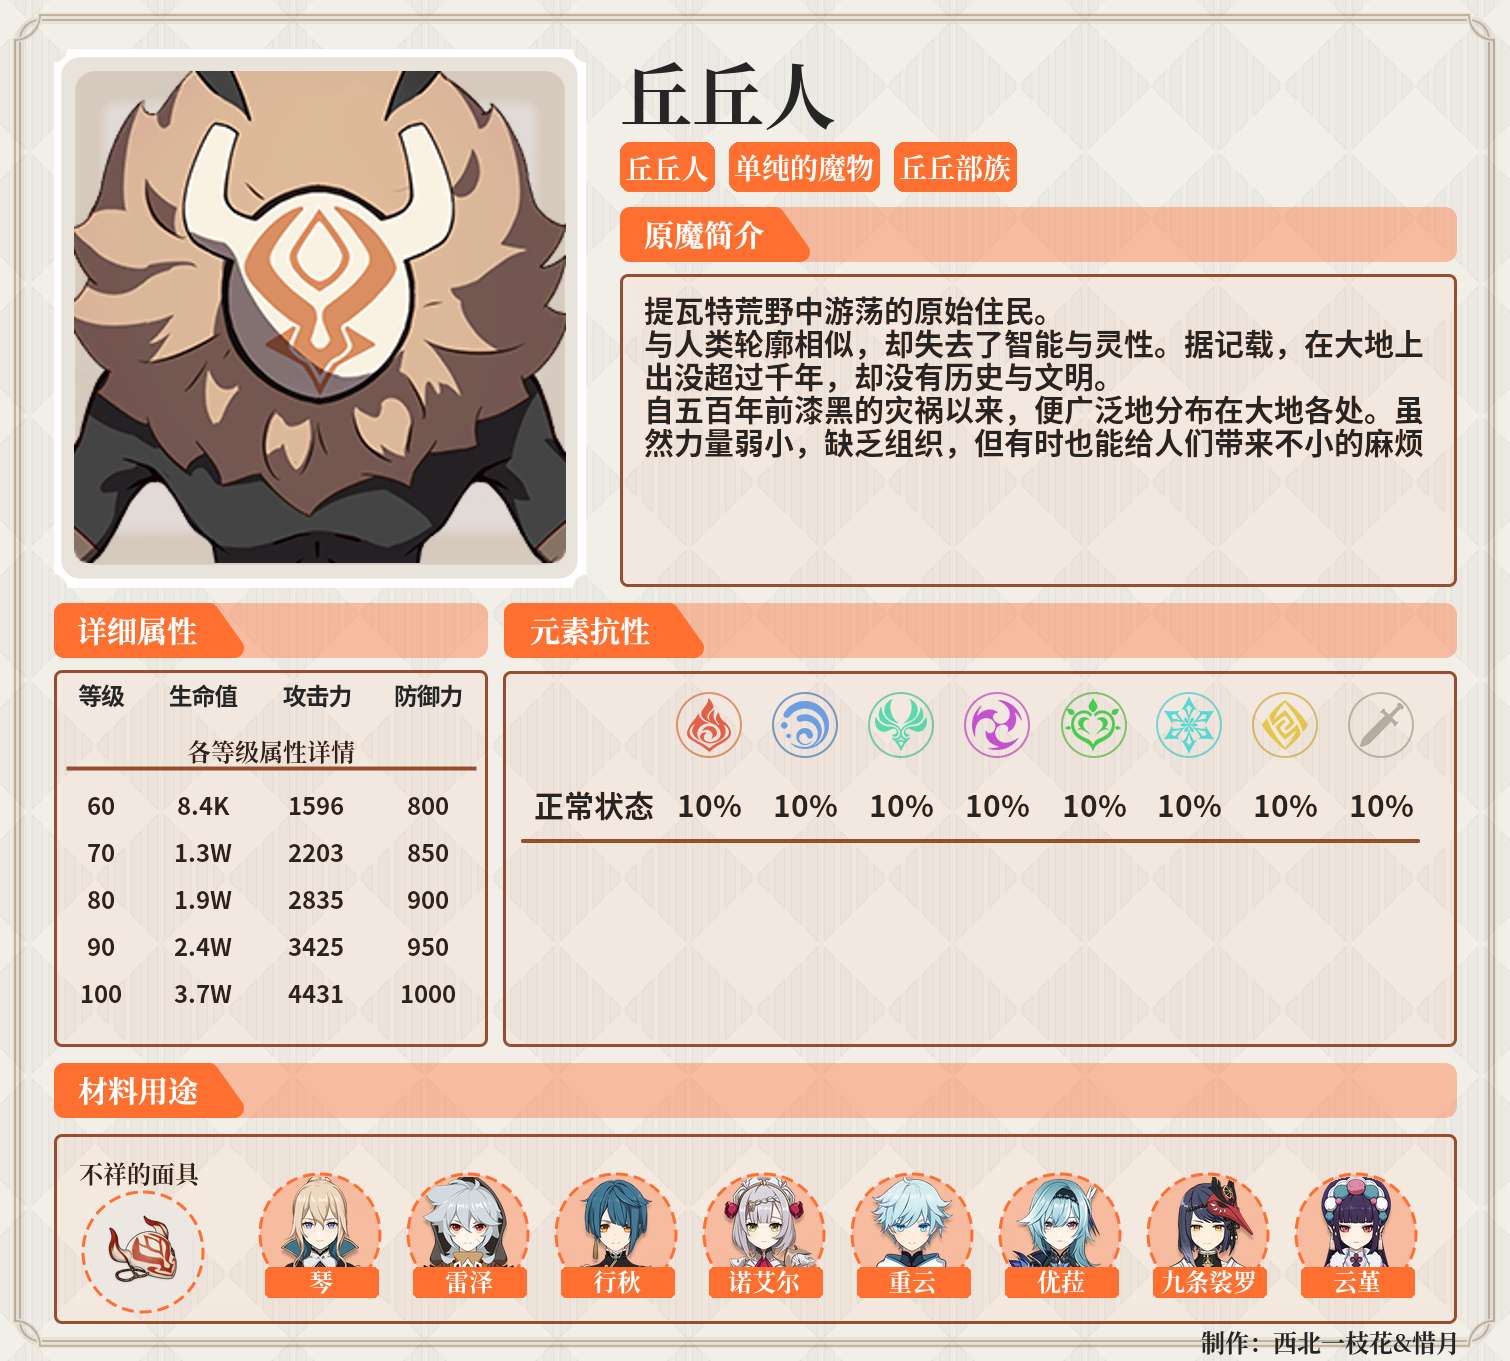 丘丘人
丘丘人 单纯的魔物 丘丘部族
原魔简介
提瓦特荒野中游荡的原始住民。
与人类轮廓相似，却失去了智能与灵性。据记载，在大地上
出没超过千年，却没有历史与文明。
自五百年前漆黑的灾祸以来，便广泛地分布在大地各处。虽
然力量弱小，缺乏组织，但有时也能给人们带来不小的麻烦
详细属性
等级 生命值 攻击力 防御力
各等级属性详情
60 8.4K 1596 800
70 1.3W 2203 850
80 1.9W 2835 900
90 2.4W 3425 950
100 3.7W 4431 1000
元素抗性
正常状态 10% 10% 10% 10% 10% 10% 10% 10%
材料用途
不祥的面具
琴 雷泽 行秋 诺艾尔 重云 优菈 九条裟罗 云堇
制作：西北一枝花&惜月